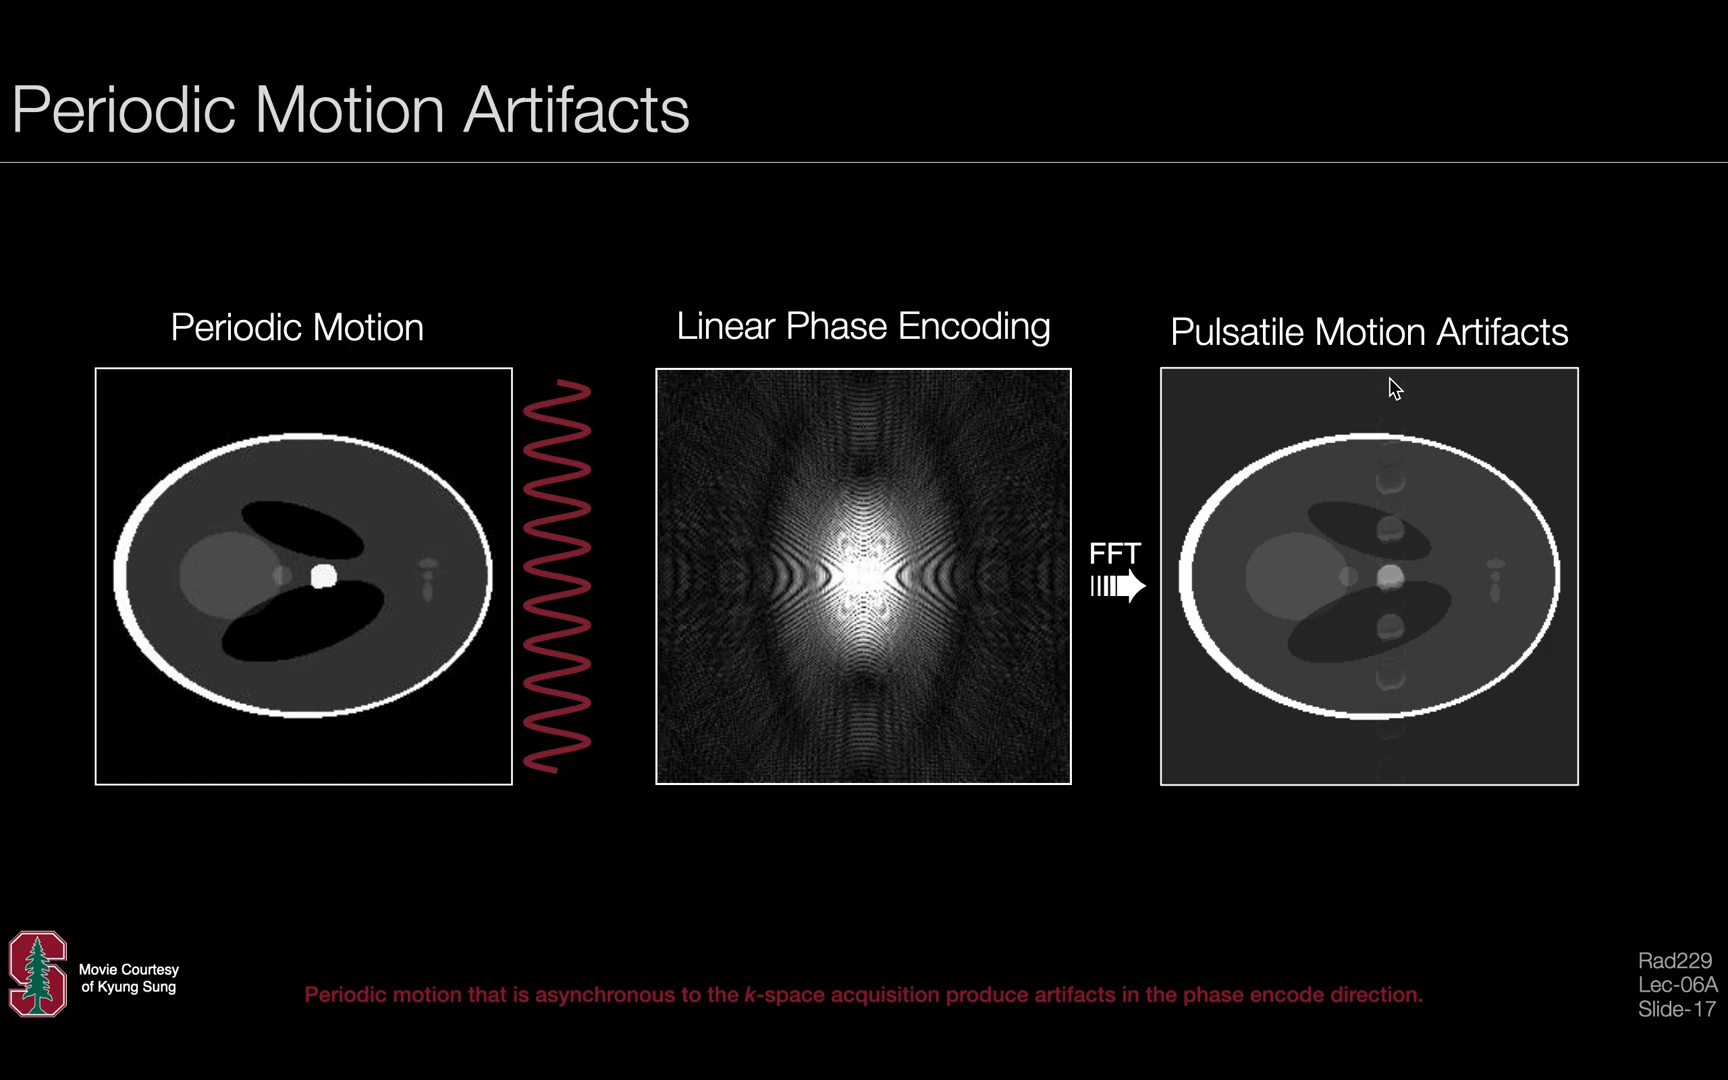 Periodic Motion Artifacts
Periodic Motion
Linear Phase Encoding
Pulsatile Motion Artifacts
FFT
Movie Courtesy
of Kyung Sung
Periodic motion that is asynchronous to the k-space acquisition produce artifacts in the phase encode direction.
Rad229
Lec-06A
Slide-17